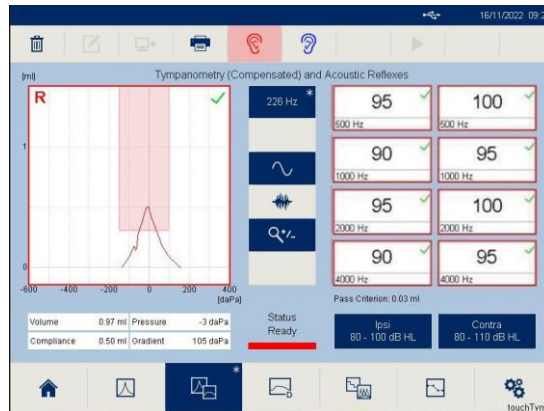 16/11/2022 09:2
[ml]
Tympanometry (Compensated) and Acoustic Reflexes
R
1
0
-600 -400 -200 0 200 400
[daPa]
226 Hz *
95
500 Hz
100
500 Hz
90
1000 Hz
95
1000 Hz
95
2000 Hz
100
2000 Hz
90
4000 Hz
95
4000 Hz
Pass Criterion: 0.03 ml
Volume 0.97 ml Pressure -3 daPa
Compliance 0.50 ml Gradient 105 daPa
Status
Ready
Ipsi
80 - 100 dB HL
Contra
80 - 110 dB HL
*
D
touchTym